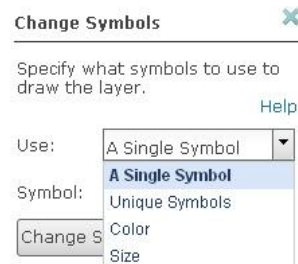 Change Symbols
Specify what symbols to use to
draw the layer.
Help
Use: A Single Symbol
A Single Symbol
Symbol:
Unique Symbols
Change S
Color
Size